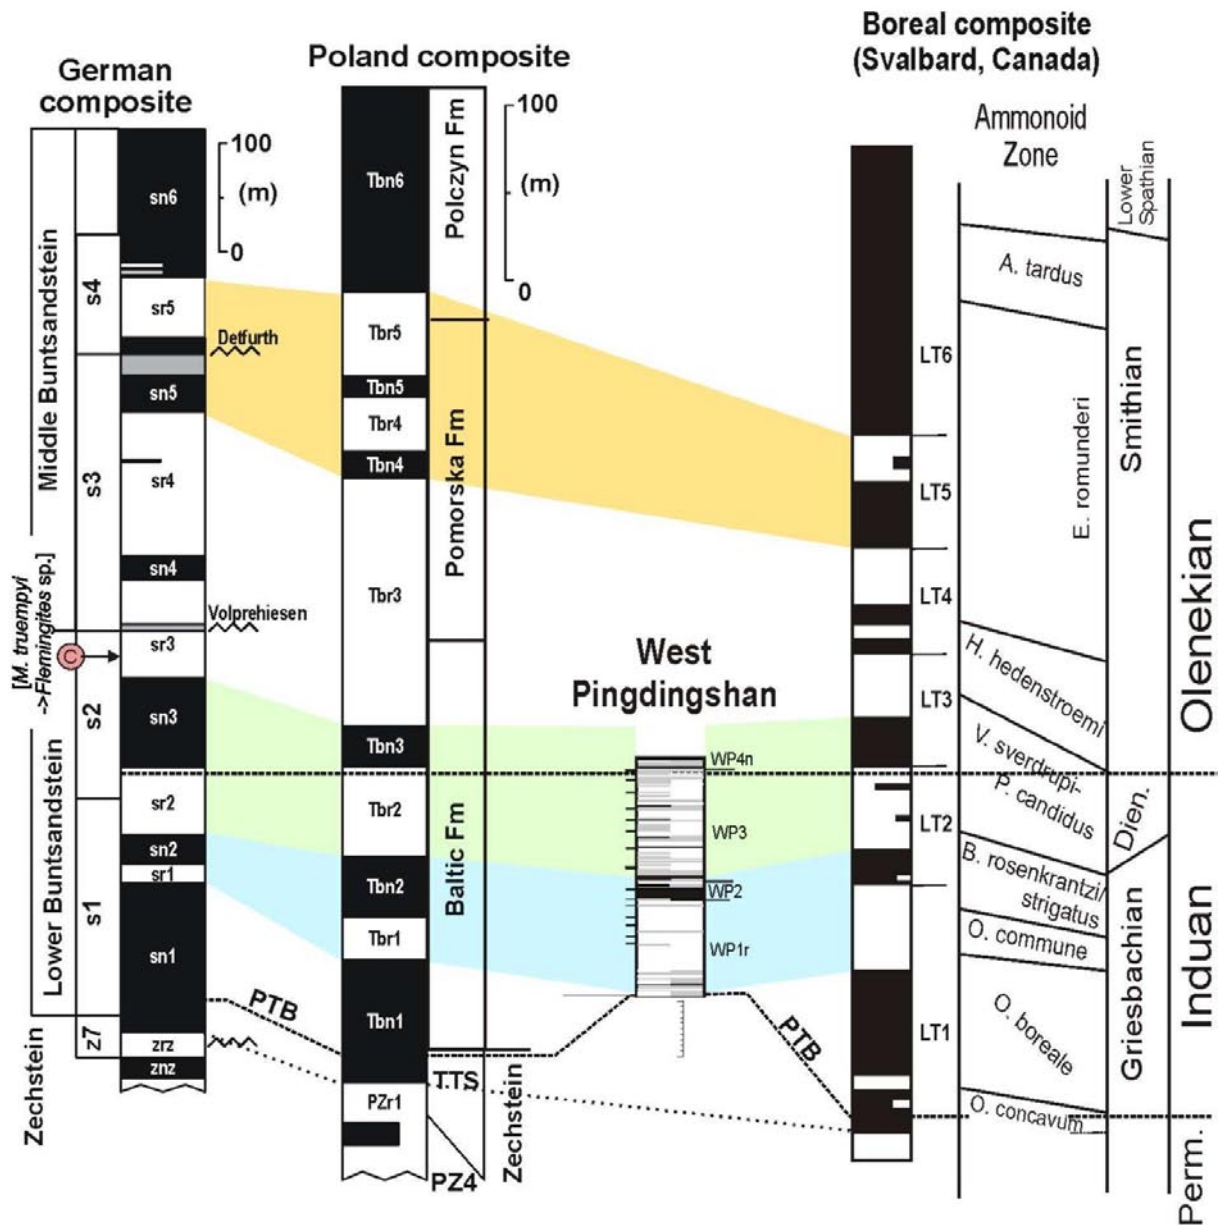 German
composite
Poland composite
Boreal composite
(Svalbard, Canada)
Ammonoid
Zone
100
(m)
0
100
(m)
0
Middle Buntsandstein
[M. truempyi
->Flemingites sp.]
Lower Buntsandstein
Zechstein
s4
s3
s2
s1
z7
sn6
sr5
sn5
sr4
sn4
sr3
sn3
sr2
sn2
sr1
sn1
zrz
znz
C
Detfurth
Volprehiesen
PTB
Tbn6
Tbr5
Tbn5
Tbr4
Tbn4
Tbr3
Tbn3
Tbr2
Tbn2
Tbr1
Tbn1
PZr1
Polczyn Fm
Pomorska Fm
Baltic Fm
TTS
PZ4
Zechstein
West
Pingdingshan
WP4n
WP3
WP2
WP1r
PTB
LT6
LT5
LT4
LT3
LT2
LT1
A. tardus
E. romunderi
H. hedenstroemi
V. sverdrupi-
P. candidus
B. rosenkrantzi/
strigatus
O. commune
O. boreale
O. concavum
Lower
Spathian
Smithian
Dien.
Griesbachian
Olenekian
Induan
Perm.